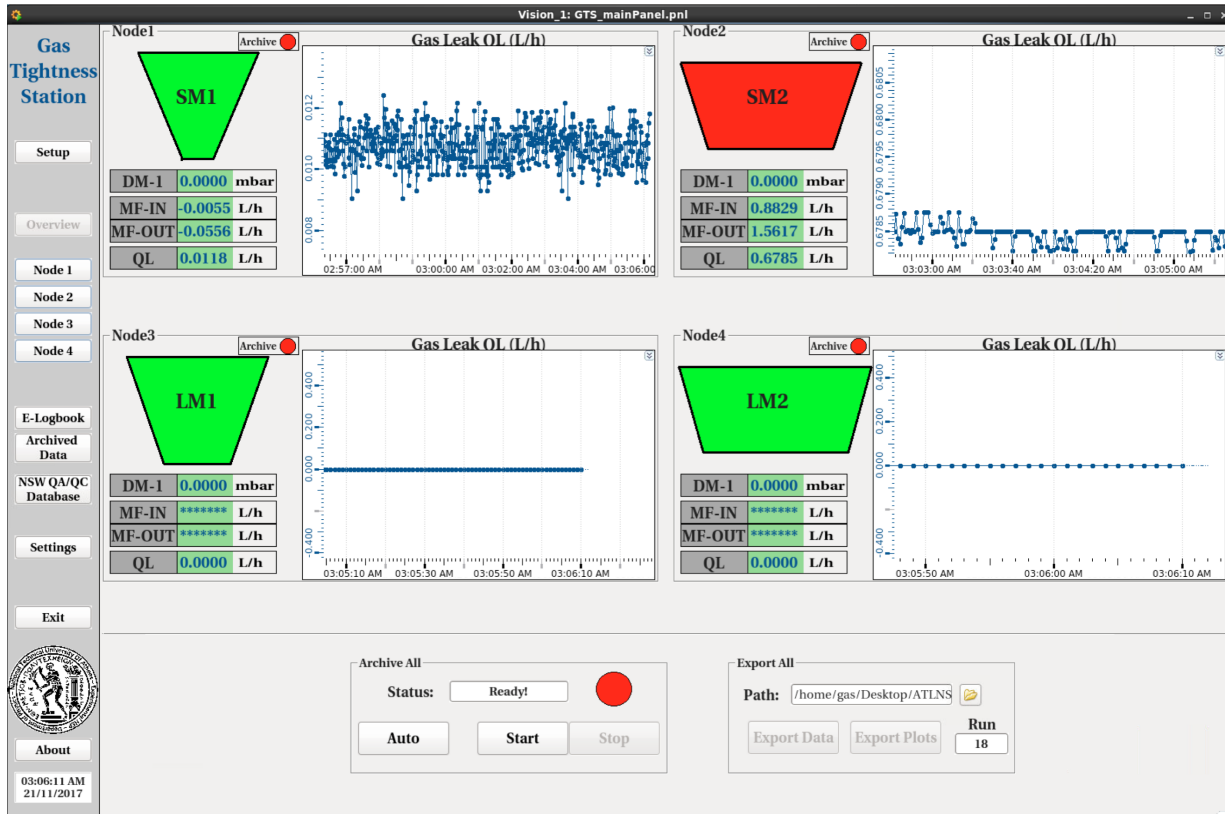 Vision_1: GTS_mainPanel.pnl
Gas
Tightness
Station
Setup
Overview
Node 1
Node 2
Node 3
Node 4
E-Logbook
Archived
Data
NSW QA/QC
Database
Settings
Exit
About
03:06:11 AM
21/11/2017
Node1
Archive
SM1
DM-1 0.0000 mbar
MF-IN -0.0055 L/h
MF-OUT -0.0556 L/h
QL 0.0118 L/h
Gas Leak QL (L/h)
0.012
0.010
0.008
02:57:00 AM 03:00:00 AM 03:02:00 AM 03:04:00 AM 03:06:00
Node2
Archive
SM2
DM-1 0.0000 mbar
MF-IN 0.8829 L/h
MF-OUT 1.5617 L/h
QL 0.6785 L/h
Gas Leak QL (L/h)
0.6805
0.6800
0.6795
0.6790
0.6785
03:03:00 AM 03:03:40 AM 03:04:20 AM 03:05:00 AM
Node3
Archive
LM1
DM-1 0.0000 mbar
MF-IN ******* L/h
MF-OUT ******* L/h
QL 0.0000 L/h
Gas Leak QL (L/h)
0.400
0.200
0.000
-0.400
03:05:10 AM 03:05:30 AM 03:05:50 AM 03:06:10 AM
Node4
Archive
LM2
DM-1 0.0000 mbar
MF-IN ******* L/h
MF-OUT ******* L/h
QL 0.0000 L/h
Gas Leak QL (L/h)
0.400
0.200
0.000
-0.400
03:05:50 AM 03:06:00 AM 03:06:10 AM
Archive All
Status: Ready!
Auto Start Stop
Export All
Path: /home/gas/Desktop/ATLNS
Export Data Export Plots
Run
18